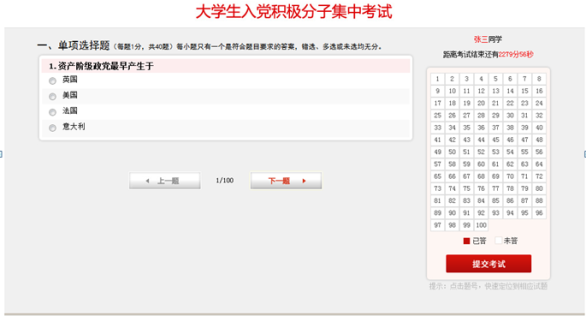 大学生入党积极分子集中考试
一、单项选择题（每题1分，共40题）每小题只有一个是符合题目要求的答案，错选、多选或未选均无分。
1. 资产阶级政党最早产生于
英国
美国
法国
意大利
上一题
1/100
下一题
张三同学
距离考试结束还有2279分56秒
1 2 3 4 5 6 7 8
9 10 11 12 13 14 15 16
17 18 19 20 21 22 23 24
25 26 27 28 29 30 31 32
33 34 35 36 37 38 39 40
41 42 43 44 45 46 47 48
49 50 51 52 53 54 55 56
57 58 59 60 61 62 63 64
65 66 67 68 69 70 71 72
73 74 75 76 77 78 79 80
81 82 83 84 85 86 87 88
89 90 91 92 93 94 95 96
97 98 99 100
已答 未答
提交考试
提示：点击题号，快速定位到相应试题